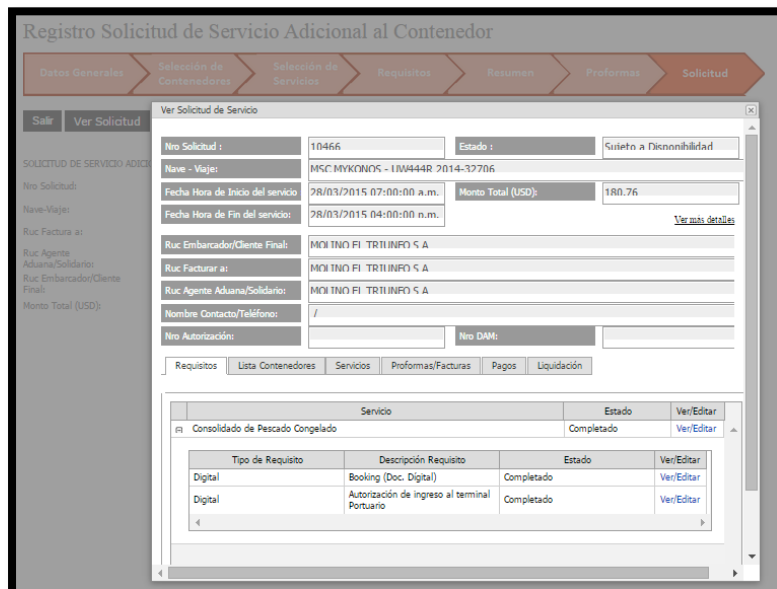 Registro Solicitud de Servicio Adicional al Contenedor
Datos Generales
Selección de
Contenedores
Selección de
Servicios
Requisitos
Resumen
Proformas
Solicitud
Salir
Ver Solicitud
SOLICITUD DE SERVICIO ADICIO
Nro Solicitud:
Nave-Viaje:
Ruc Factura a:
Ruc Agente
Aduana/Solidario:
Ruc Embarcador/Cliente
Final:
Monto Total (USD):
Ver Solicitud de Servicio
Nro Solicitud : 10466 Estado : Sujeto a Disponibilidad
Nave - Viaje: MSC MYKONOS - UW444R 2014-32706
Fecha Hora de Inicio del servicio 28/03/2015 07:00:00 a.m. Monto Total (USD): 180.76
Fecha Hora de Fin del servicio: 28/03/2015 04:00:00 p.m.
Ver más detalles
Ruc Embarcador/Cliente Final: MOLINO EL TRIUNFO S A
Ruc Facturar a: MOLINO EL TRIUNFO S A
Ruc Agente Aduana/Solidario: MOLINO EL TRIUNFO S A
Nombre Contacto/Teléfono: /
Nro Autorización: Nro DAM:
Requisitos Lista Contenedores Servicios Proformas/Facturas Pagos Liquidación
Servicio Estado Ver/Editar
Consolidado de Pescado Congelado Completado Ver/Editar
Tipo de Requisito Descripción Requisito Estado Ver/Editar
Digital Booking (Doc. Digital) Completado Ver/Editar
Digital Autorización de ingreso al terminal Portuario Completado Ver/Editar